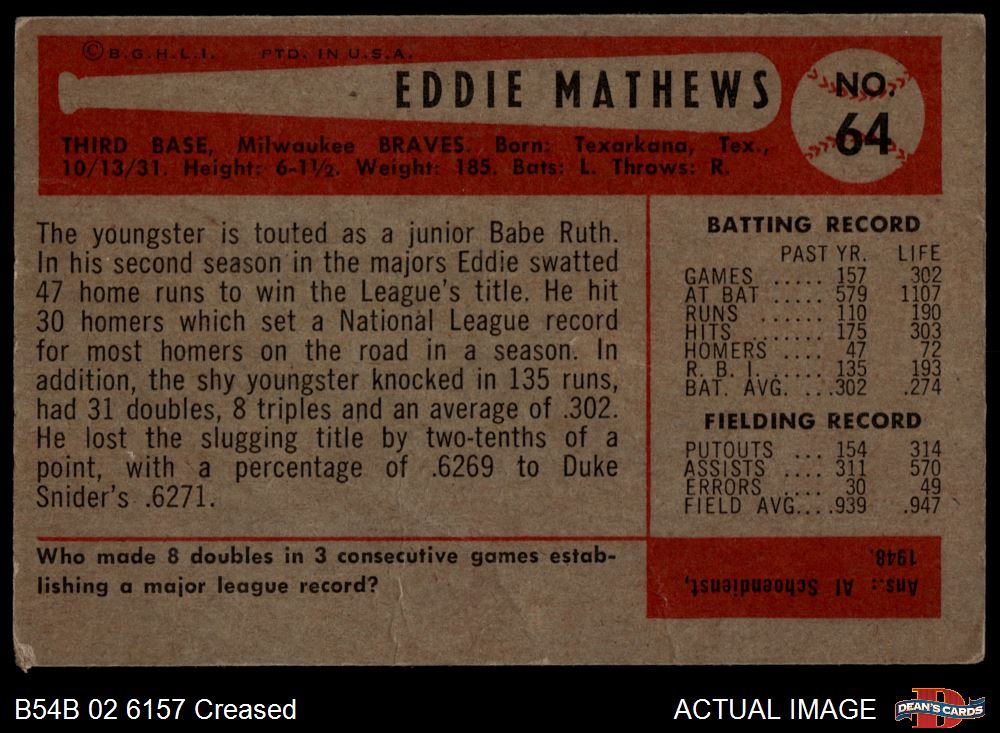 ©B.G.H.L.I. PTD. IN U.S.A.
EDDIE MATHEWS
NO.
64
THIRD BASE, Milwaukee BRAVES. Born: Texarkana, Tex.,
10/13/31. Height: 6-1½. Weight: 185. Bats: L. Throws: R.
The youngster is touted as a junior Babe Ruth.
In his second season in the majors Eddie swatted
47 home runs to win the League's title. He hit
30 homers which set a National League record
for most homers on the road in a season. In
addition, the shy youngster knocked in 135 runs,
had 31 doubles, 8 triples and an average of .302.
He lost the slugging title by two-tenths of a
point, with a percentage of .6269 to Duke
Snider's .6271.
BATTING RECORD
PAST YR. LIFE
GAMES ..... 157 302
AT BAT ..... 579 1107
RUNS ...... 110 190
HITS ....... 175 303
HOMERS .... 47 72
R. B. I. ..... 135 193
BAT. AVG. ...302 .274
FIELDING RECORD
PUTOUTS ... 154 314
ASSISTS .... 311 570
ERRORS .... 30 49
FIELD AVG....939 .947
Who made 8 doubles in 3 consecutive games estab-
lishing a major league record?
Ans.: Al Schoendienst,
1948.
B54B 02 6157 Creased
ACTUAL IMAGE
DEAN'S CARDS